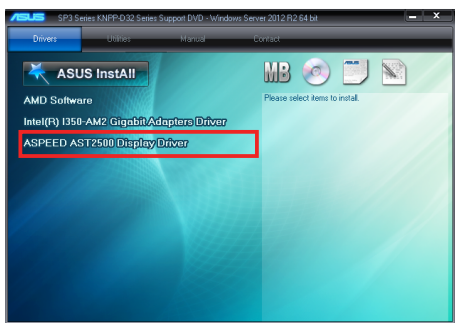 ASUS SP3 Series KNPP-D32 Series Support DVD - Windows Server 2012 R2 64 bit
Drivers Utilities Manual Contact
ASUS InstAll MB
AMD Software Please select items to install.
Intel(R) I350-AM2 Gigabit Adapters Driver
ASPEED AST2500 Display Driver